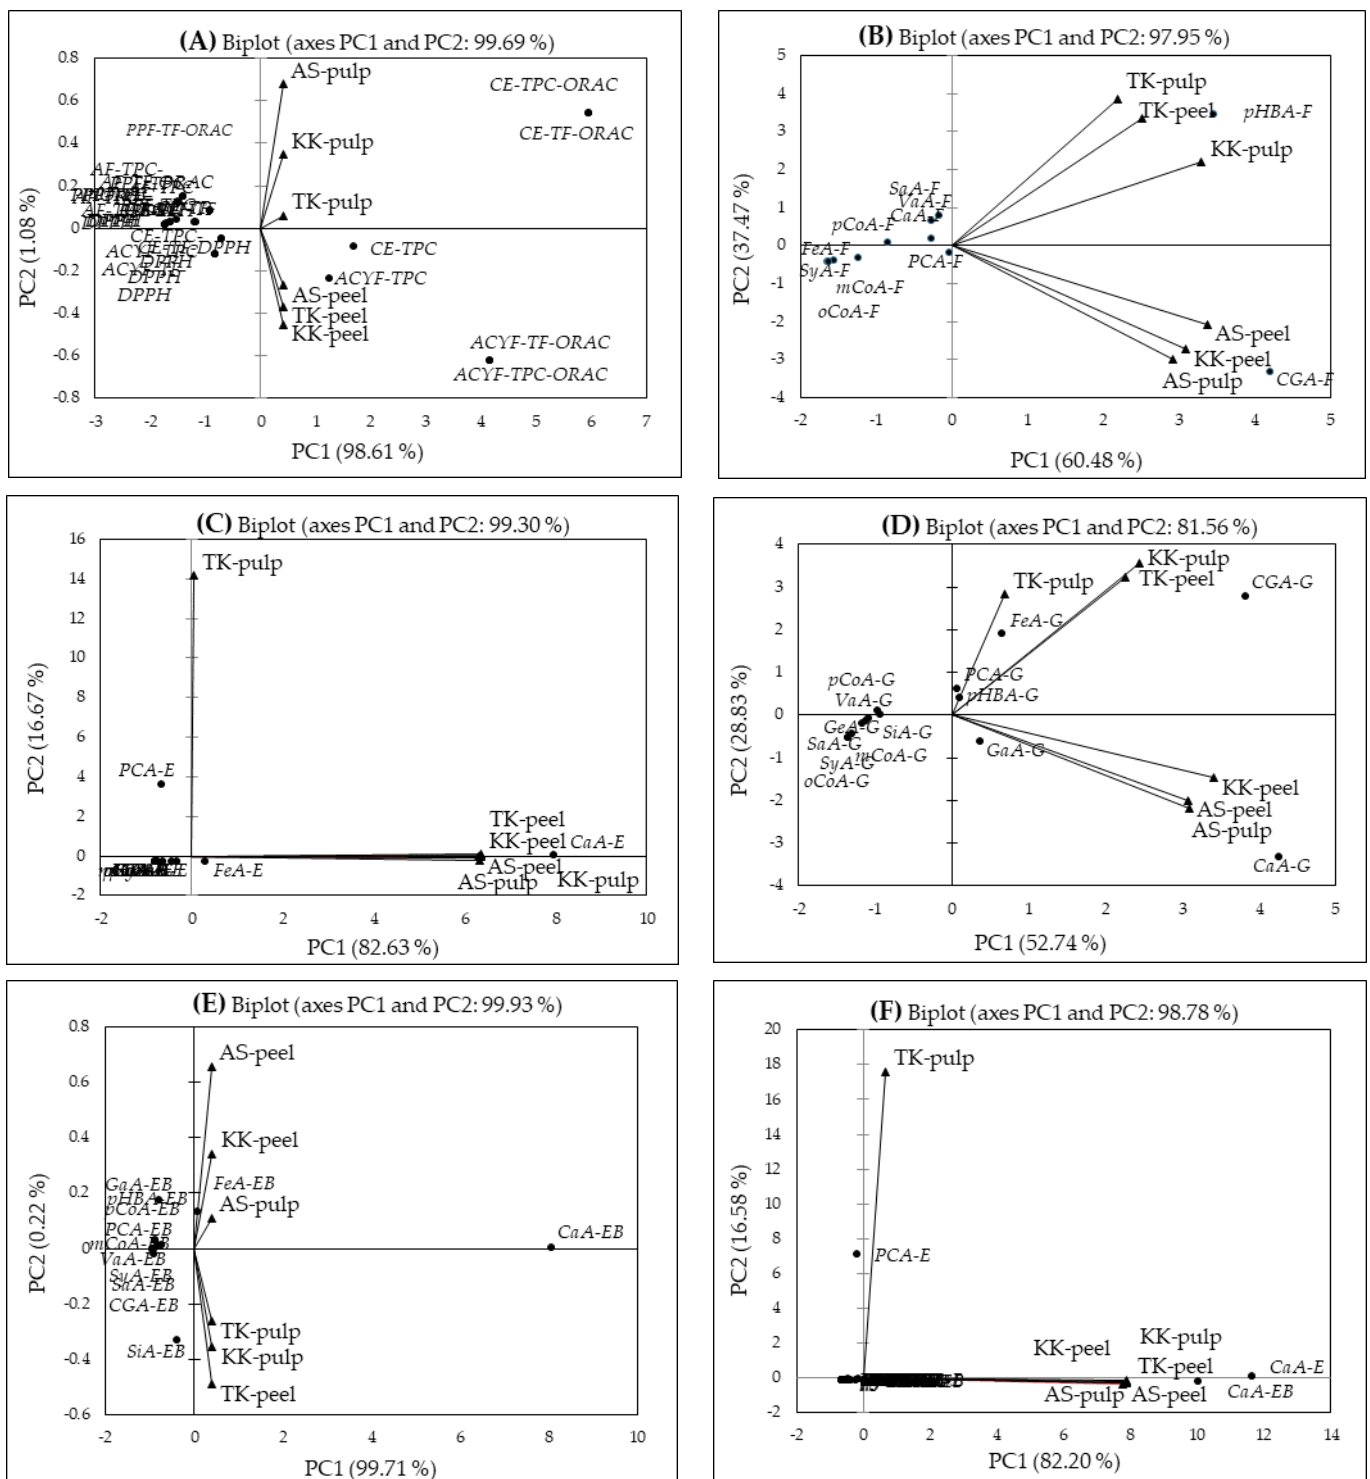 (A) Biplot (axes PC1 and PC2: 99.69 %)
0.8
0.6
0.4
0.2
0
-0.2
-0.4
-0.6
-0.8
PC2 (1.08 %)
AS-pulp
CE-TPC-ORAC
CE-TF-ORAC
PPF-TF-ORAC
KK-pulp
AF-TPC-
TK-pulp
CE-TPC-
CE-TF-DPPH
CE-TPC
ACYF-TPC
DPPH
ACYF-TPC
ACYF-TF-
DPPH
DPPH
AS-peel
TK-peel
KK-peel
ACYF-TF-ORAC
ACYF-TPC-ORAC
-3 -2 -1 0 1 2 3 4 5 6 7
PC1 (98.61 %)
(B) Biplot (axes PC1 and PC2: 97.95 %)
5
4
3
2
1
0
-1
-2
-3
-4
PC2 (37.47 %)
TK-pulp
TK-peel
pHBA-F
KK-pulp
SaA-F
VaA-F
CaA-F
pCoA-F
FeA-F
PCA-F
SyA-F
mCoA-F
oCoA-F
AS-peel
KK-peel
AS-pulp
CGA-F
-2 -1 0 1 2 3 4 5
PC1 (60.48 %)
(C) Biplot (axes PC1 and PC2: 99.30 %)
16
14
12
10
8
6
4
2
0
-2
PC2 (16.67 %)
TK-pulp
PCA-E
TK-peel
KK-peel
CaA-E
FeA-E
AS-peel
AS-pulp
KK-pulp
-2 0 2 4 6 8 10
PC1 (82.63 %)
(D) Biplot (axes PC1 and PC2: 81.56 %)
4
3
2
1
0
-1
-2
-3
-4
PC2 (28.83 %)
KK-pulp
TK-pulp
TK-peel
CGA-G
FeA-G
PCA-G
pCoA-G
VaA-G
pHBA-G
GeA-G
SiA-G
SaA-G
mCoA-G
GaA-G
SyA-G
oCoA-G
KK-peel
AS-peel
AS-pulp
CaA-G
-2 -1 0 1 2 3 4 5
PC1 (52.74 %)
(E) Biplot (axes PC1 and PC2: 99.93 %)
0.8
0.6
0.4
0.2
0
-0.2
-0.4
-0.6
PC2 (0.22 %)
AS-peel
KK-peel
GaA-EB
FeA-EB
pHBA-EB
AS-pulp
pCoA-EB
PCA-EB
CaA-EB
mCoA-EB
VaA-EB
SyA-EB
SaA-EB
CGA-EB
TK-pulp
SiA-EB
KK-pulp
TK-peel
-2 0 2 4 6 8 10
PC1 (99.71 %)
(F) Biplot (axes PC1 and PC2: 98.78 %)
20
18
16
14
12
10
8
6
4
2
0
-2
PC2 (16.58 %)
TK-pulp
PCA-E
KK-pulp
KK-peel
TK-peel
CaA-E
AS-pulp
AS-peel
CaA-EB
-2 0 2 4 6 8 10 12 14
PC1 (82.20 %)